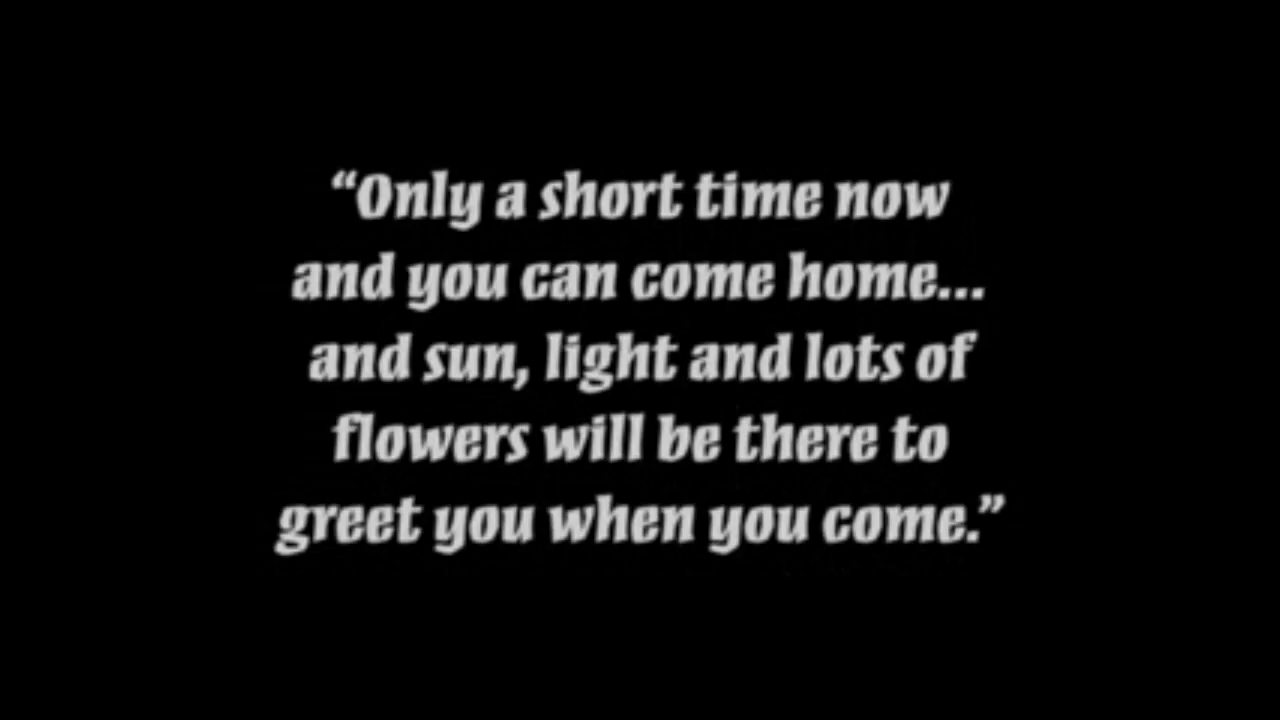 “Only a short time now
and you can come home...
and sun, light and lots of
flowers will be there to
greet you when you come.”